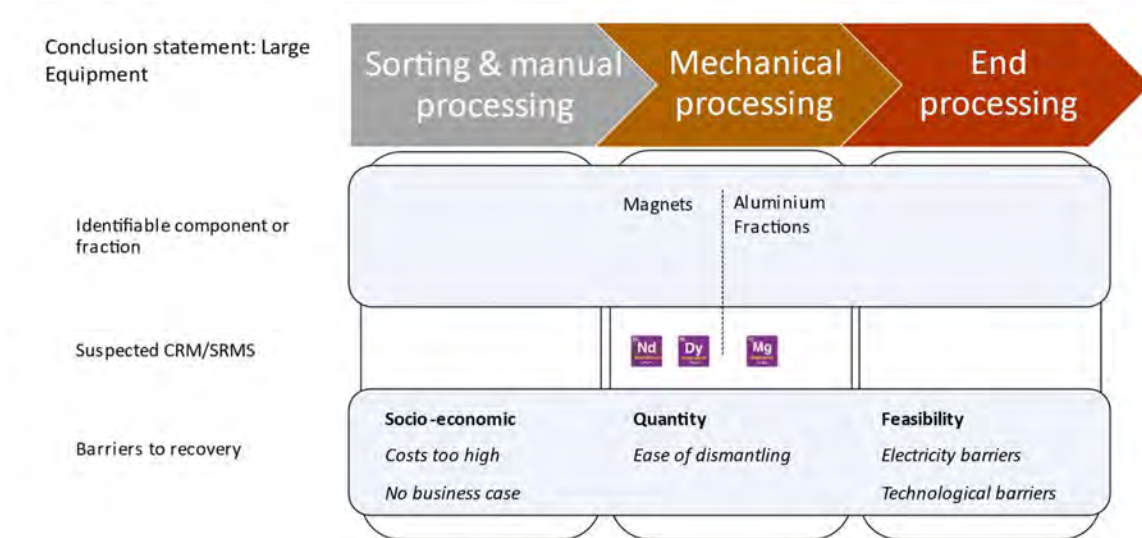 Conclusion statement: Large
Equipment
Sorting & manual
processing
Mechanical
processing
End
processing
Identifiable component or
fraction
Magnets
Aluminium
Fractions
Suspected CRM/SRMS
Nd
Dy
Mg
Barriers to recovery
Socio-economic
Costs too high
No business case
Quantity
Ease of dismantling
Feasibility
Electricity barriers
Technological barriers